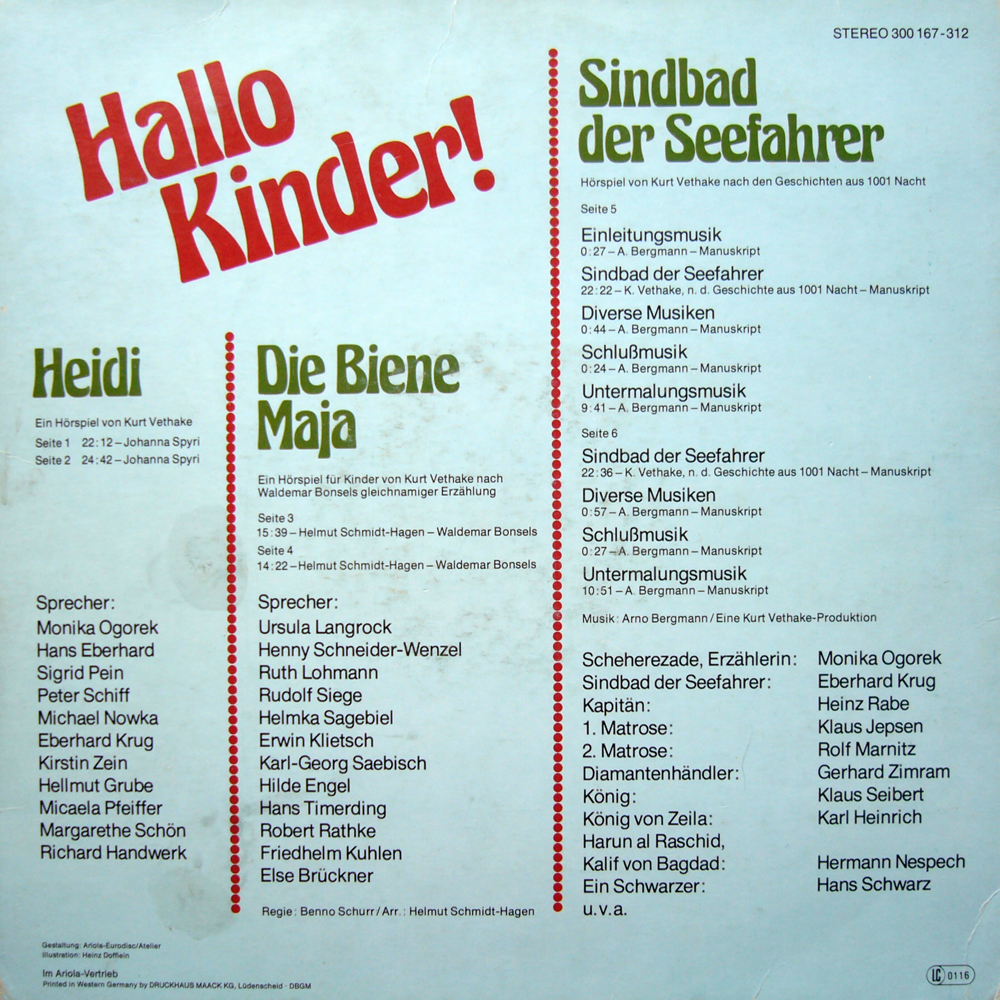 STEREO 300 167-312
Hallo
Kinder!
Heidi
Ein Hörspiel von Kurt Vethake
Seite 1 22:12 – Johanna Spyri
Seite 2 24:42 – Johanna Spyri
Sprecher:
Monika Ogorek
Hans Eberhard
Sigrid Pein
Peter Schiff
Michael Nowka
Eberhard Krug
Kirstin Zein
Hellmut Grube
Micaela Pfeiffer
Margarethe Schön
Richard Handwerk
Die Biene
Maja
Ein Hörspiel für Kinder von Kurt Vethake nach
Waldemar Bonsels gleichnamiger Erzählung
Seite 3
15:39 – Helmut Schmidt-Hagen – Waldemar Bonsels
Seite 4
14:22 – Helmut Schmidt-Hagen – Waldemar Bonsels
Sprecher:
Ursula Langrock
Henny Schneider-Wenzel
Ruth Lohmann
Rudolf Siege
Helmka Sagebiel
Erwin Klietsch
Karl-Georg Saebisch
Hilde Engel
Hans Timerding
Robert Rathke
Friedhelm Kuhlen
Else Brückner
Regie: Benno Schurr/Arr.: Helmut Schmidt-Hagen
Sindbad
der Seefahrer
Hörspiel von Kurt Vethake nach den Geschichten aus 1001 Nacht
Seite 5
Einleitungsmusik
0:27 – A. Bergmann – Manuskript
Sindbad der Seefahrer
22:22 – K. Vethake, n. d. Geschichte aus 1001 Nacht – Manuskript
Diverse Musiken
0:44 – A. Bergmann – Manuskript
Schlußmusik
0:24 – A. Bergmann – Manuskript
Untermalungsmusik
9:41 – A. Bergmann – Manuskript
Seite 6
Sindbad der Seefahrer
22:36 – K. Vethake, n. d. Geschichte aus 1001 Nacht – Manuskript
Diverse Musiken
0:57 – A. Bergmann – Manuskript
Schlußmusik
0:27 – A. Bergmann – Manuskript
Untermalungsmusik
10:51 – A. Bergmann – Manuskript
Musik: Arno Bergmann/Eine Kurt Vethake-Produktion
Scheherezade, Erzählerin: Monika Ogorek
Sindbad der Seefahrer: Eberhard Krug
Kapitän: Heinz Rabe
1. Matrose: Klaus Jepsen
2. Matrose: Rolf Marnitz
Diamantenhändler: Gerhard Zimram
König: Klaus Seibert
König von Zeila: Karl Heinrich
Harun al Raschid,
Kalif von Bagdad: Hermann Nespech
Ein Schwarzer: Hans Schwarz
u.v.a.
Gestaltung: Ariola-Eurodisc/Atelier
Illustration: Heinz Dofflein
Im Ariola-Vertrieb
Printed in Western Germany by DRUCKHAUS MAACK KG, Lüdenscheid · DBGM
LC 0116